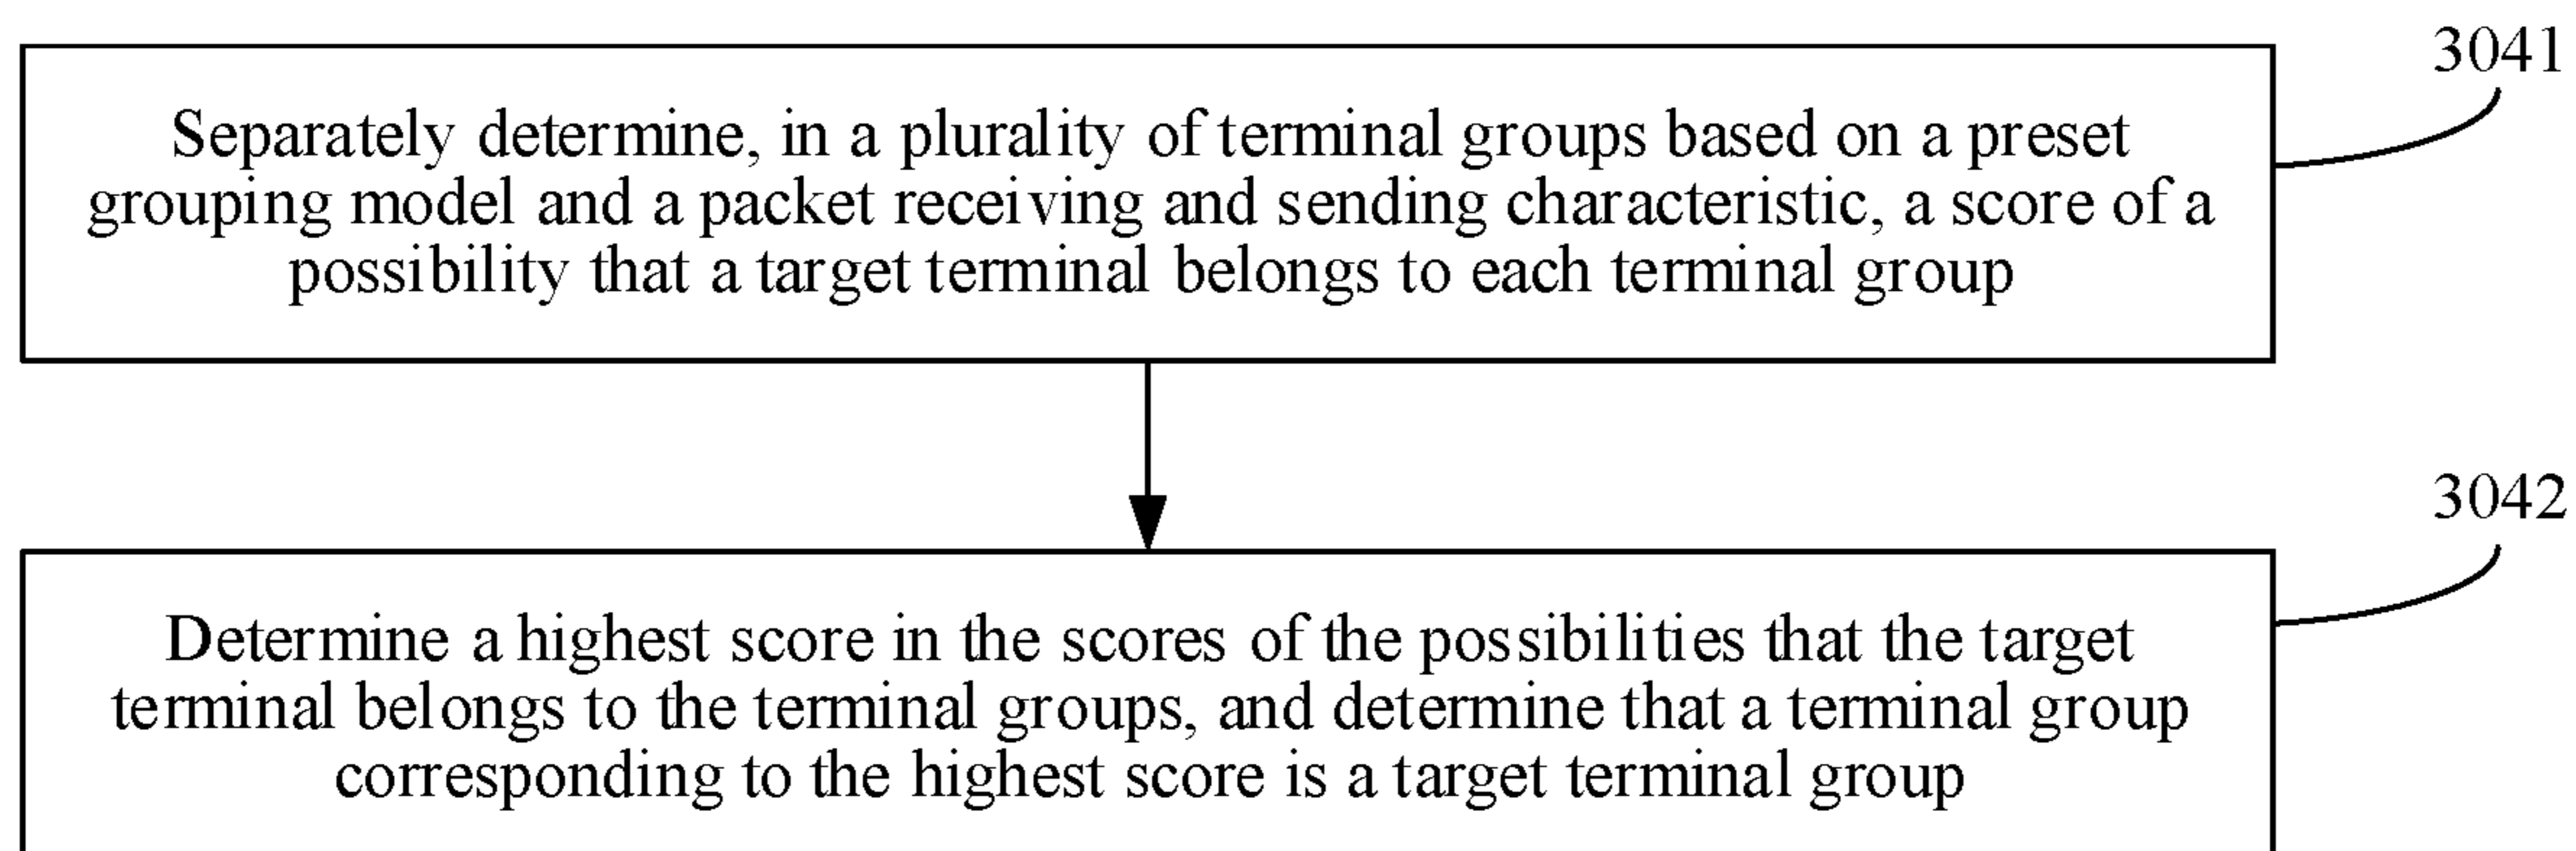 3041
Separately determine, in a plurality of terminal groups based on a preset
grouping model and a packet receiving and sending characteristic, a score of a
possibility that a target terminal belongs to each terminal group
3042
Determine a highest score in the scores of the possibilities that the target
terminal belongs to the terminal groups, and determine that a terminal group
corresponding to the highest score is a target terminal group